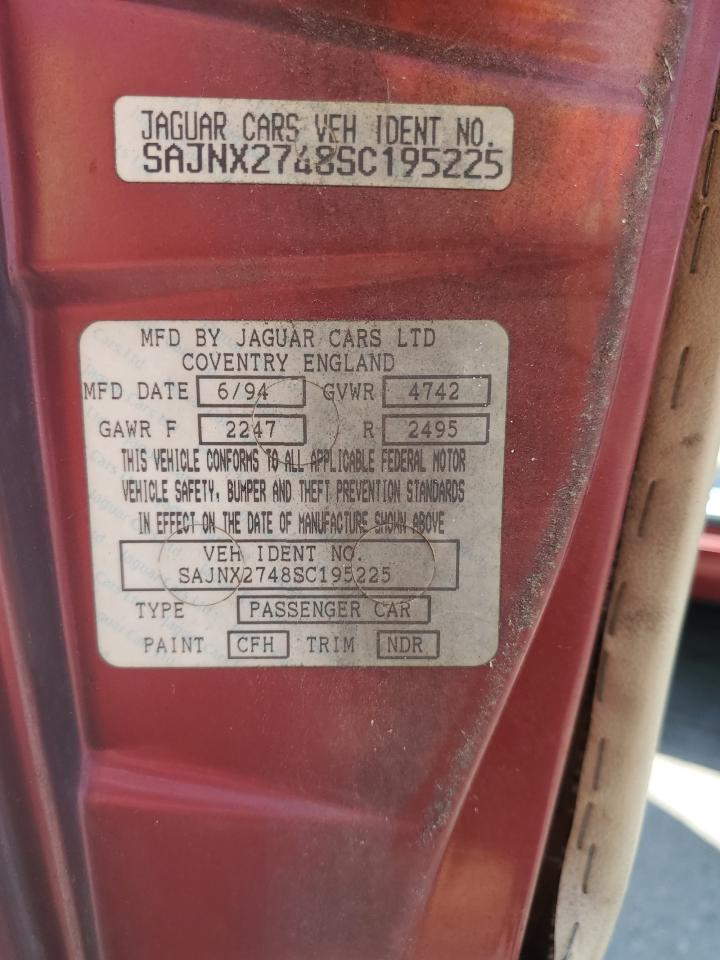 JAGUAR CARS VEH IDENT NO.
SAJNX2748SC195225
MFD BY JAGUAR CARS LTD
COVENTRY ENGLAND
MFD DATE 6/94 GVWR 4742
GAWR F 2247 R 2495
THIS VEHICLE CONFORMS TO ALL APPLICABLE FEDERAL MOTOR
VEHICLE SAFETY, BUMPER AND THEFT PREVENTION STANDARDS
IN EFFECT ON THE DATE OF MANUFACTURE SHOWN ABOVE
VEH IDENT NO.
SAJNX2748SC195225
TYPE PASSENGER CAR
PAINT CFH TRIM NDR